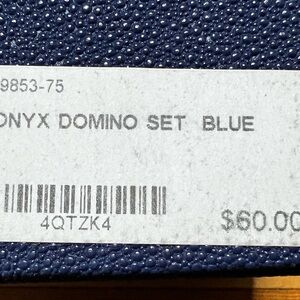 9853-75
ONYX DOMINO SET BLUE
4QTZK4
$60.00